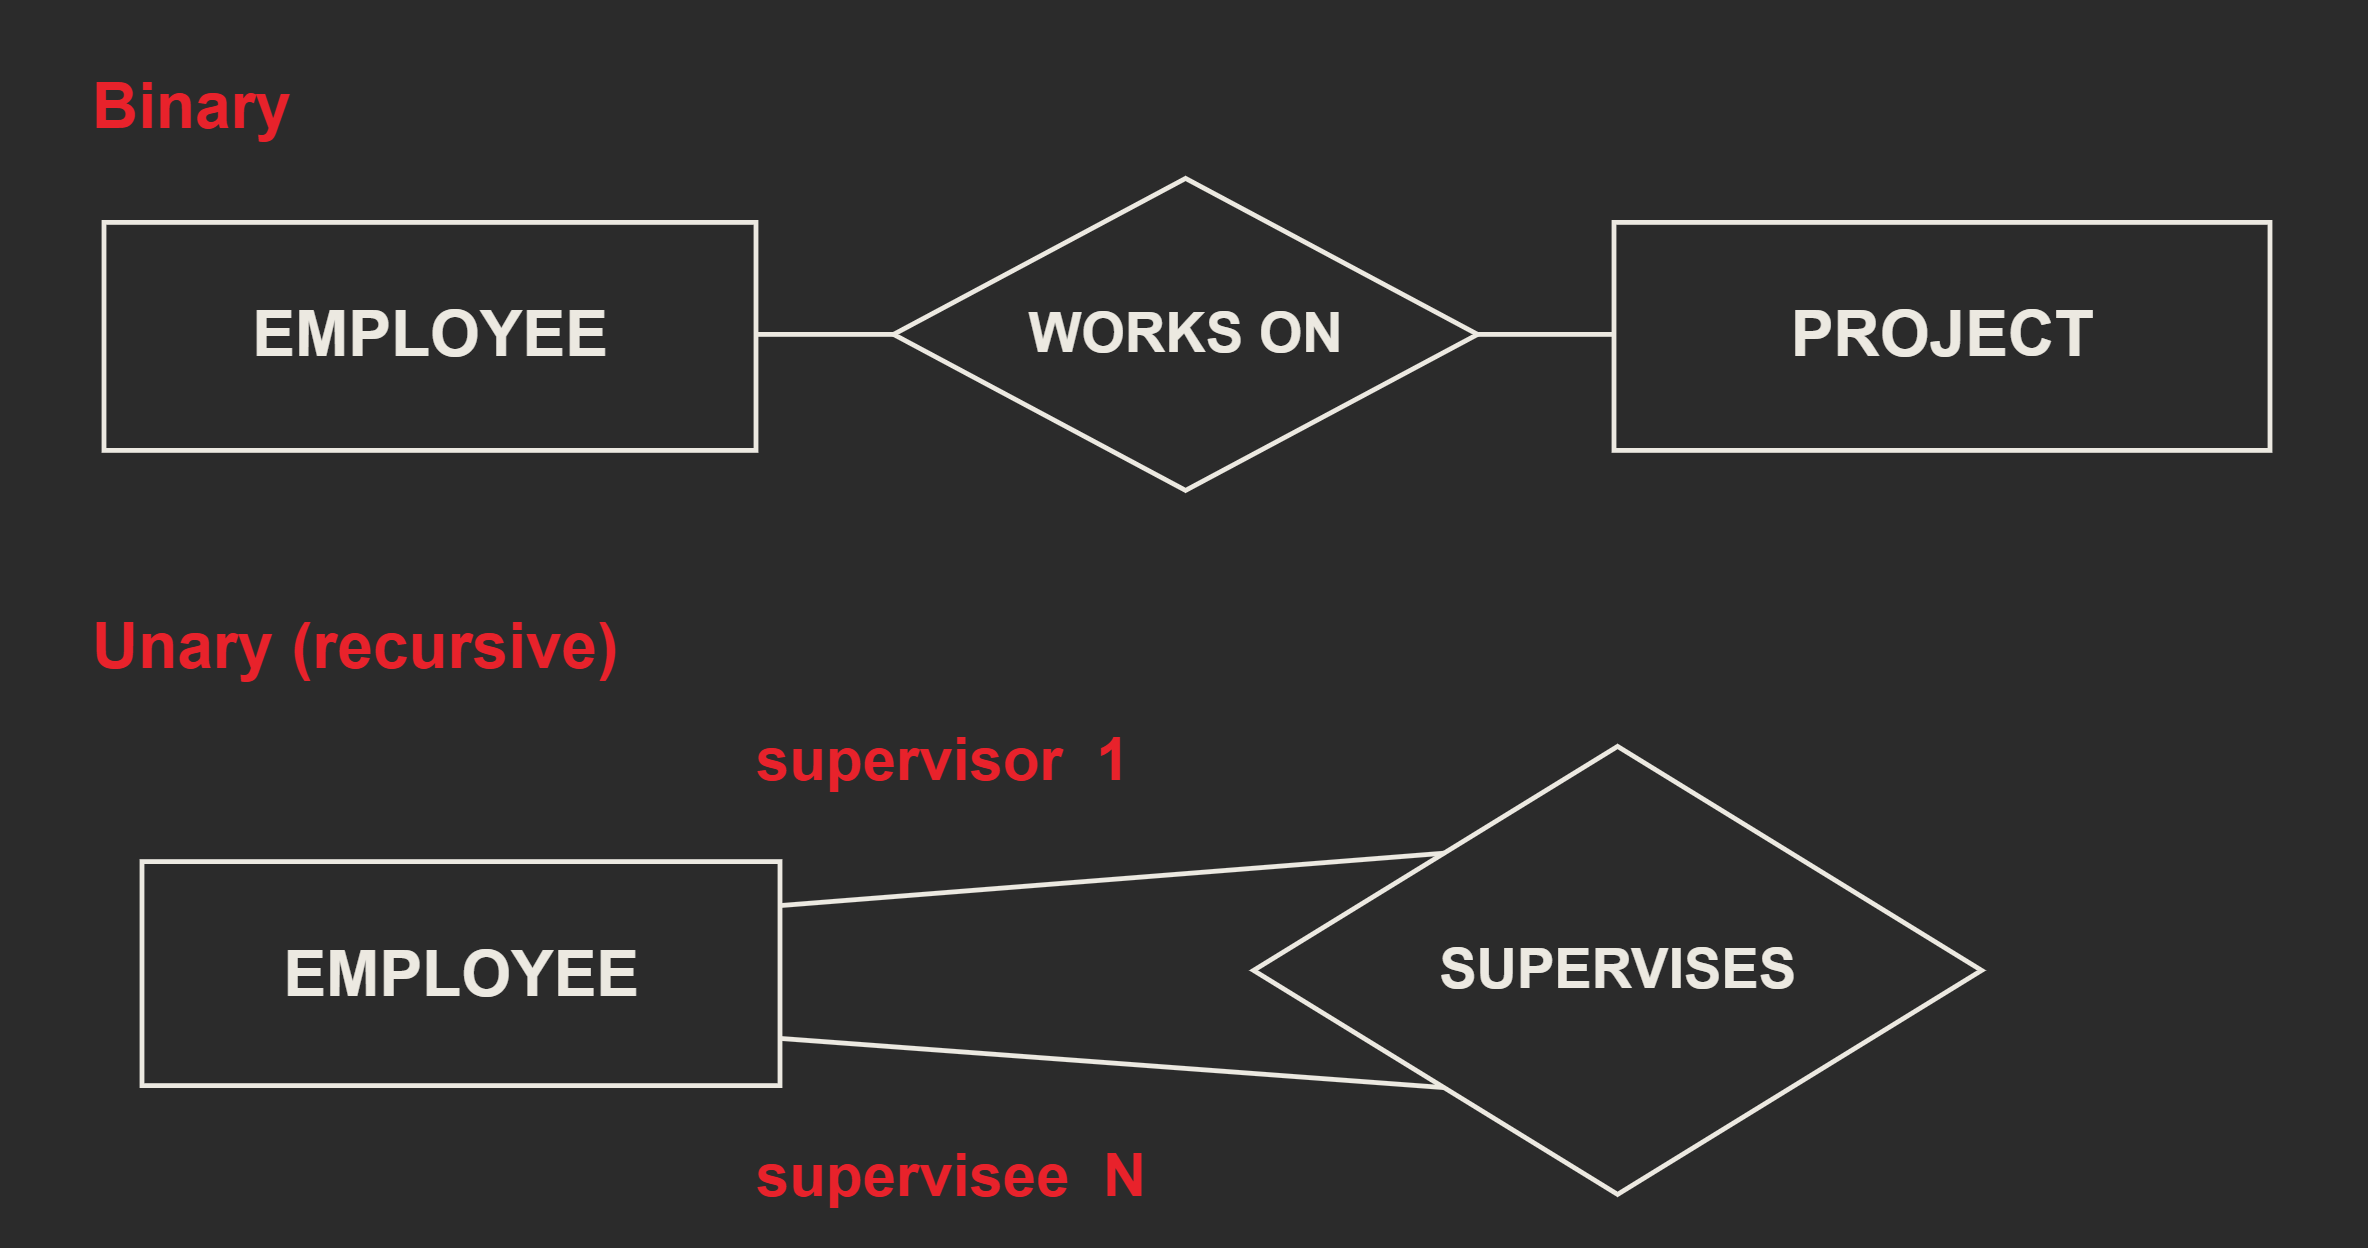 Binary
EMPLOYEE
WORKS ON
PROJECT
Unary (recursive)
supervisor 1
EMPLOYEE
SUPERVISES
supervisee N